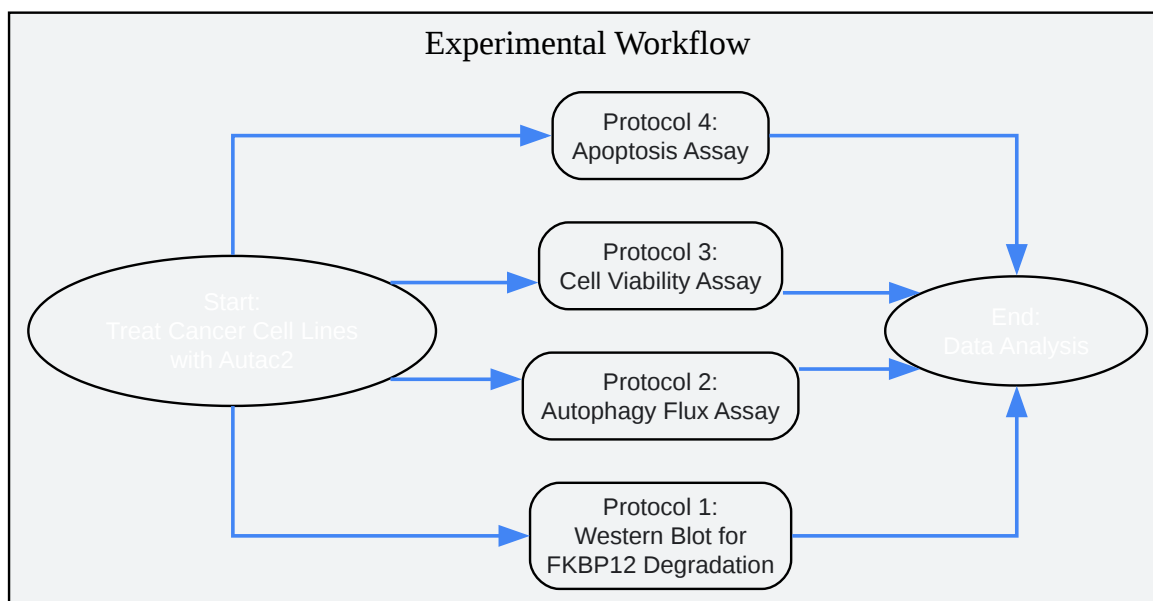 Experimental Workflow
Protocol 4:
Apoptosis Assay
Protocol 3:
Cell Viability Assay
Start:
Treat Cancer Cell Lines
with Autac2
End:
Data Analysis
Protocol 2:
Autophagy Flux Assay
Protocol 1:
Western Blot for
FKBP12 Degradation